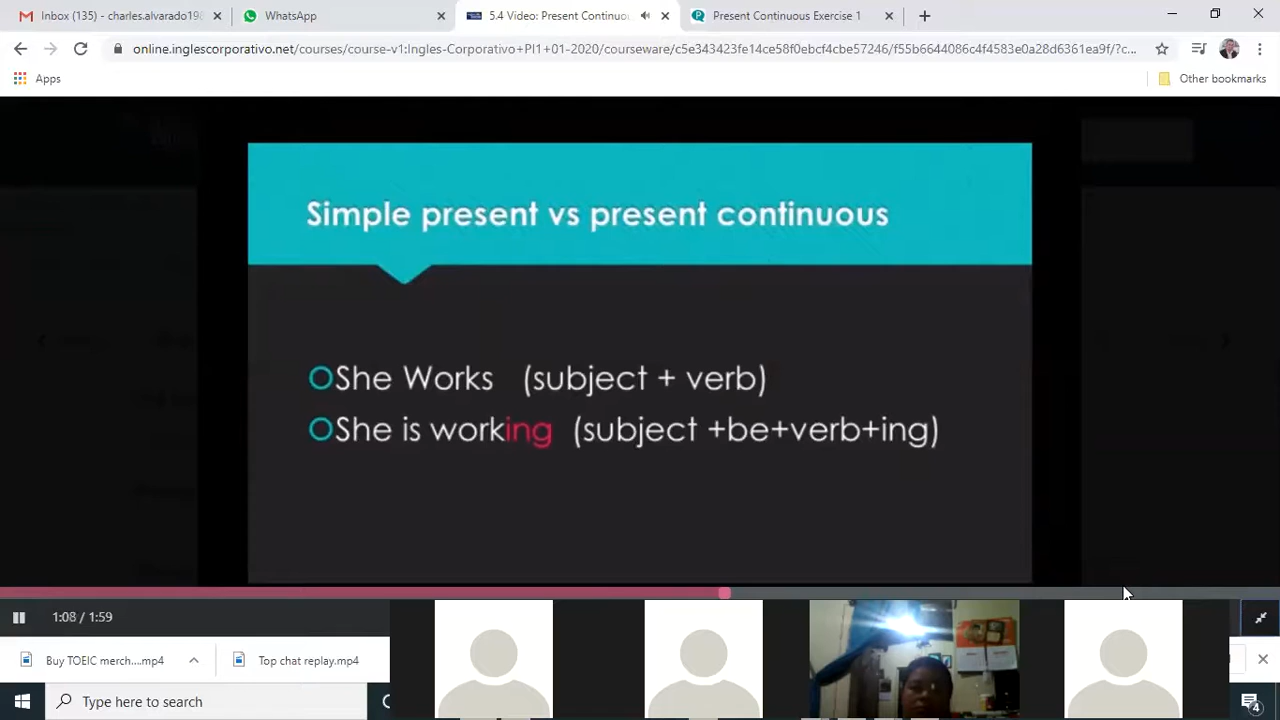 Inbox (135) - charles.alvarado198
WhatsApp
5.4 Video: Present Continuou
Present Continuous Exercise 1
online.inglescorporativo.net/courses/course-v1:Ingles-Corporativo+PI1+01-2020/courseware/c5e343423fe14ce58f0ebcf4cbe57246/f55b6644086c4f4583e0a28d6361ea9f/?c...
Apps
Other bookmarks
Simple present vs present continuous
She Works (subject + verb)
She is working (subject +be+verb+ing)
1:08 / 1:59
Buy TOEIC merch....mp4
Top chat replay.mp4
Type here to search
4